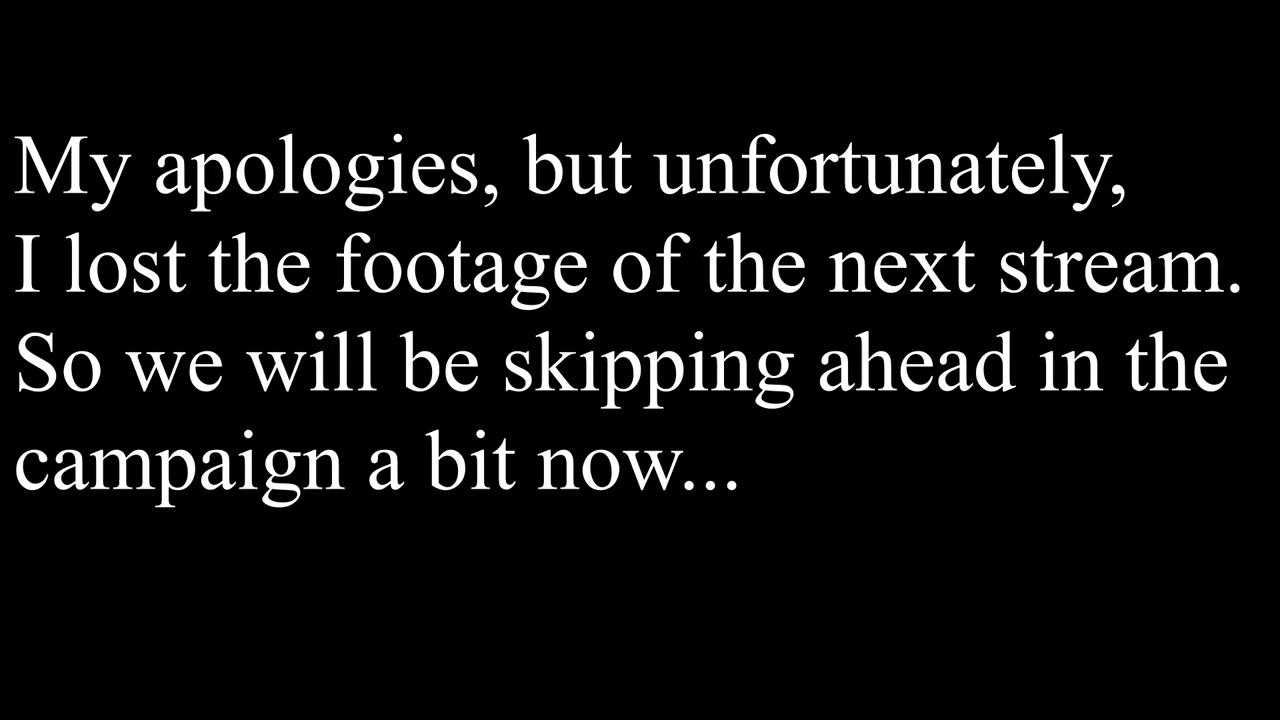 My apologies, but unfortunately,
I lost the footage of the next stream.
So we will be skipping ahead in the
campaign a bit now...